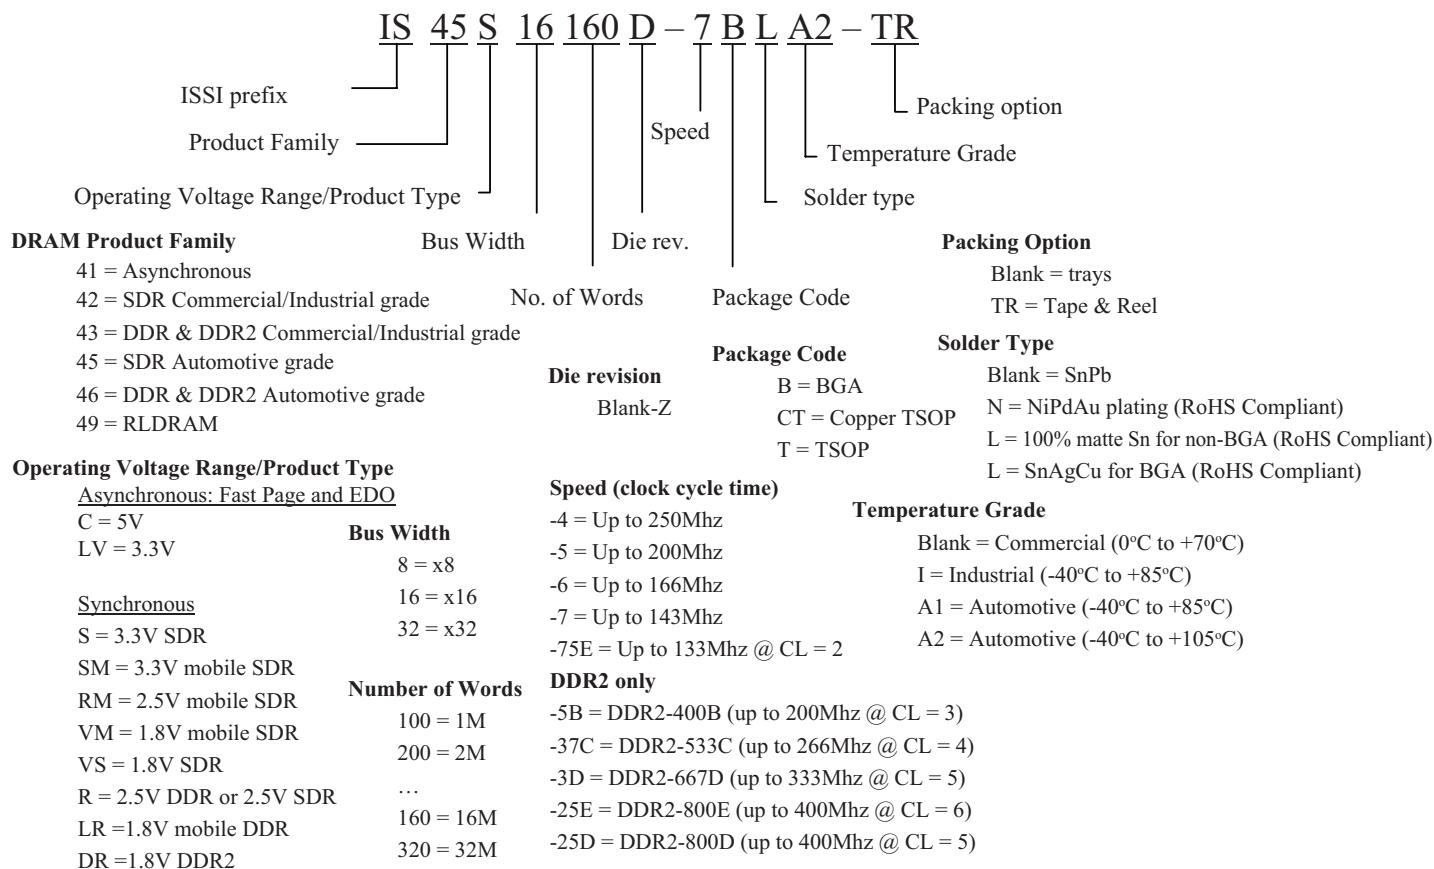 IS 45 S 16 160 D – 7 B L A2 – TR
ISSI prefix
Packing option
Speed
Product Family
Temperature Grade
Operating Voltage Range/Product Type
Solder type
Bus Width
Die rev.
No. of Words
Package Code
DRAM Product Family
41 = Asynchronous
42 = SDR Commercial/Industrial grade
43 = DDR & DDR2 Commercial/Industrial grade
45 = SDR Automotive grade
46 = DDR & DDR2 Automotive grade
49 = RLDRAM
Operating Voltage Range/Product Type
Asynchronous: Fast Page and EDO
C = 5V
LV = 3.3V
Synchronous
S = 3.3V SDR
SM = 3.3V mobile SDR
RM = 2.5V mobile SDR
VM = 1.8V mobile SDR
VS = 1.8V SDR
R = 2.5V DDR or 2.5V SDR
LR =1.8V mobile DDR
DR =1.8V DDR2
Bus Width
8 = x8
16 = x16
32 = x32
Number of Words
100 = 1M
200 = 2M
…
160 = 16M
320 = 32M
Die revision
Blank-Z
Package Code
B = BGA
CT = Copper TSOP
T = TSOP
Speed (clock cycle time)
-4 = Up to 250Mhz
-5 = Up to 200Mhz
-6 = Up to 166Mhz
-7 = Up to 143Mhz
-75E = Up to 133Mhz @ CL = 2
DDR2 only
-5B = DDR2-400B (up to 200Mhz @ CL = 3)
-37C = DDR2-533C (up to 266Mhz @ CL = 4)
-3D = DDR2-667D (up to 333Mhz @ CL = 5)
-25E = DDR2-800E (up to 400Mhz @ CL = 6)
-25D = DDR2-800D (up to 400Mhz @ CL = 5)
Packing Option
Blank = trays
TR = Tape & Reel
Solder Type
Blank = SnPb
N = NiPdAu plating (RoHS Compliant)
L = 100% matte Sn for non-BGA (RoHS Compliant)
L = SnAgCu for BGA (RoHS Compliant)
Temperature Grade
Blank = Commercial (0°C to +70°C)
I = Industrial (-40°C to +85°C)
A1 = Automotive (-40°C to +85°C)
A2 = Automotive (-40°C to +105°C)